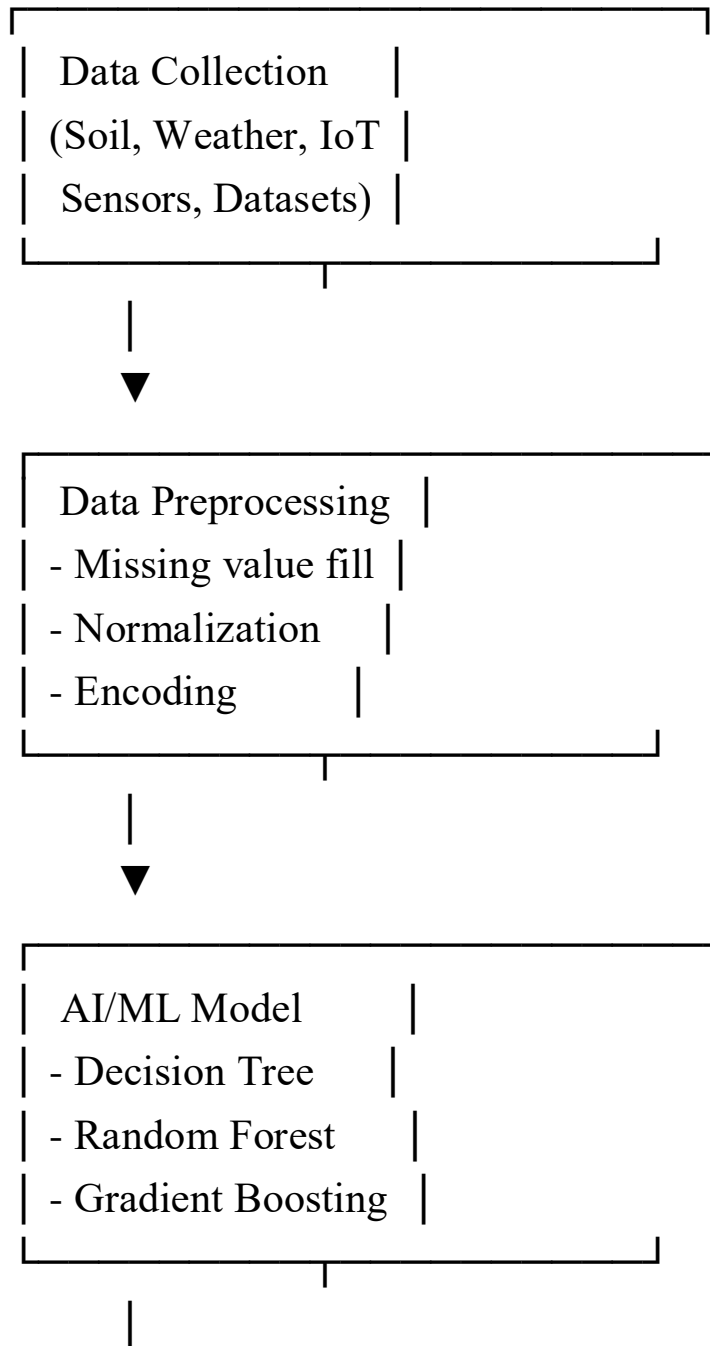 Data Collection
(Soil, Weather, IoT
Sensors, Datasets)
Data Preprocessing
- Missing value fill
- Normalization
- Encoding
AI/ML Model
- Decision Tree
- Random Forest
- Gradient Boosting